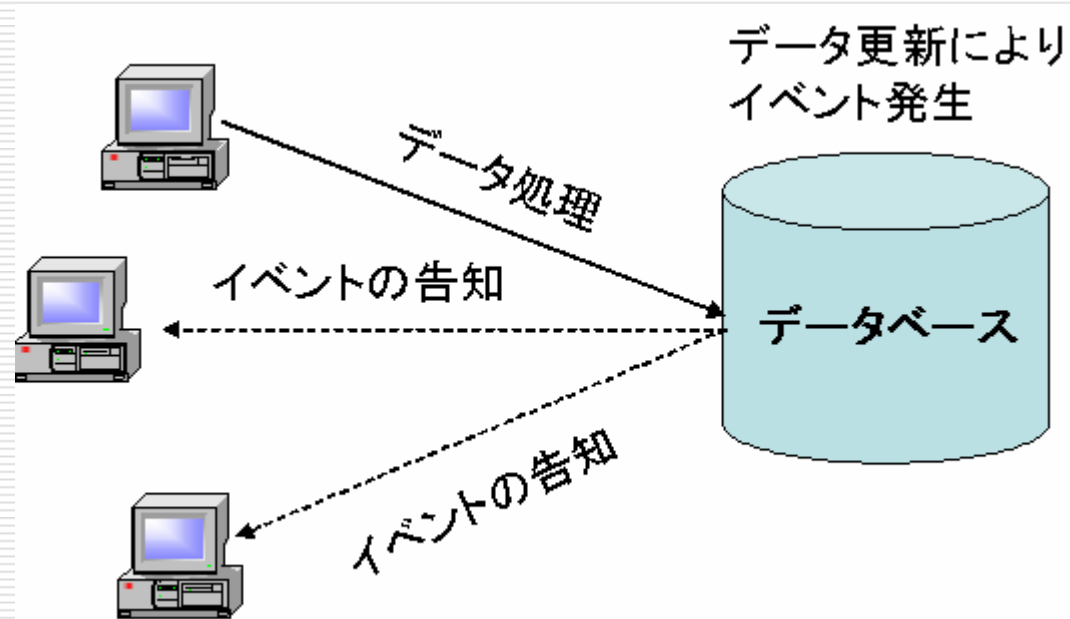 データ更新により
イベント発生
データ処理
イベントの告知
データベース
イベントの告知